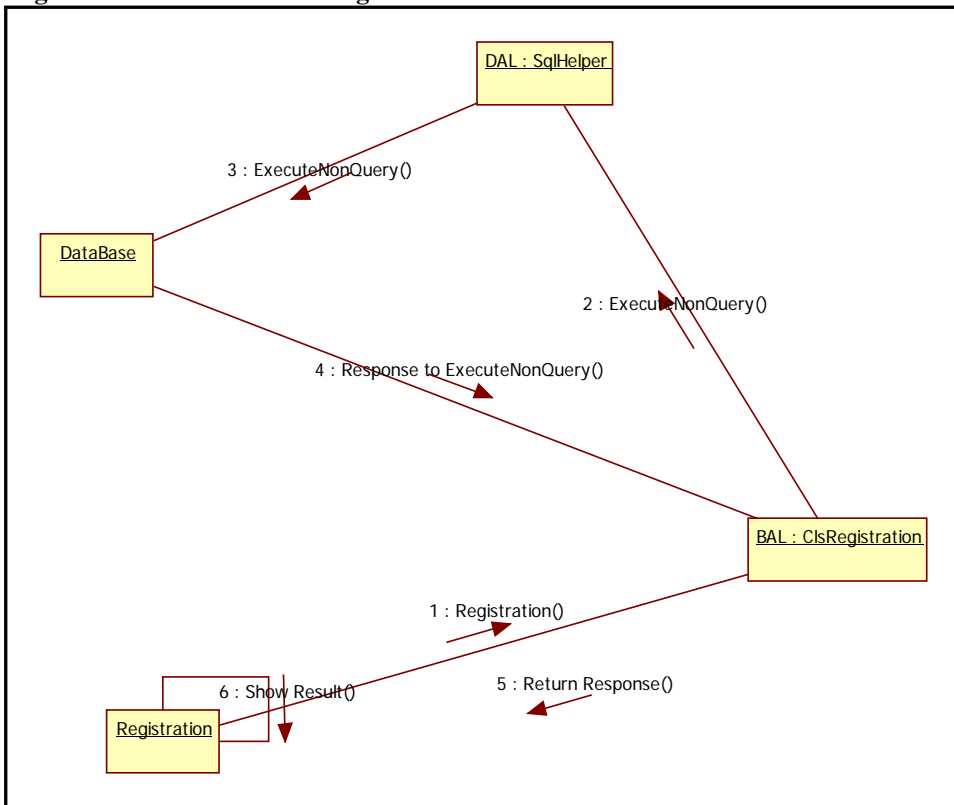 DAL : SqlHelper
3 : ExecuteNonQuery()
DataBase
2 : ExecuteNonQuery()
4 : Response to ExecuteNonQuery()
BAL : ClsRegistration
1 : Registration()
6 : Show Result()
5 : Return Response()
Registration